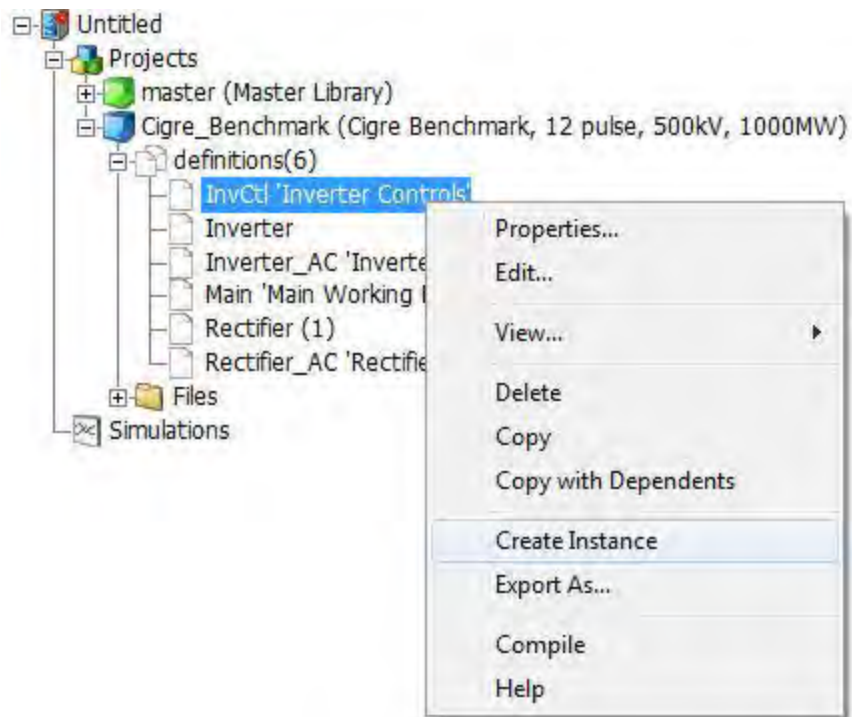 Untitled
Projects
master (Master Library)
Cigre_Benchmark (Cigre Benchmark, 12 pulse, 500kV, 1000MW)
definitions(6)
InvCtl 'Inverter Controls'
Inverter
Inverter_AC 'Inverte
Main 'Main Working
Rectifier (1)
Rectifier_AC 'Rectifie
Files
Simulations
Properties...
Edit...
View...
Delete
Copy
Copy with Dependents
Create Instance
Export As...
Compile
Help